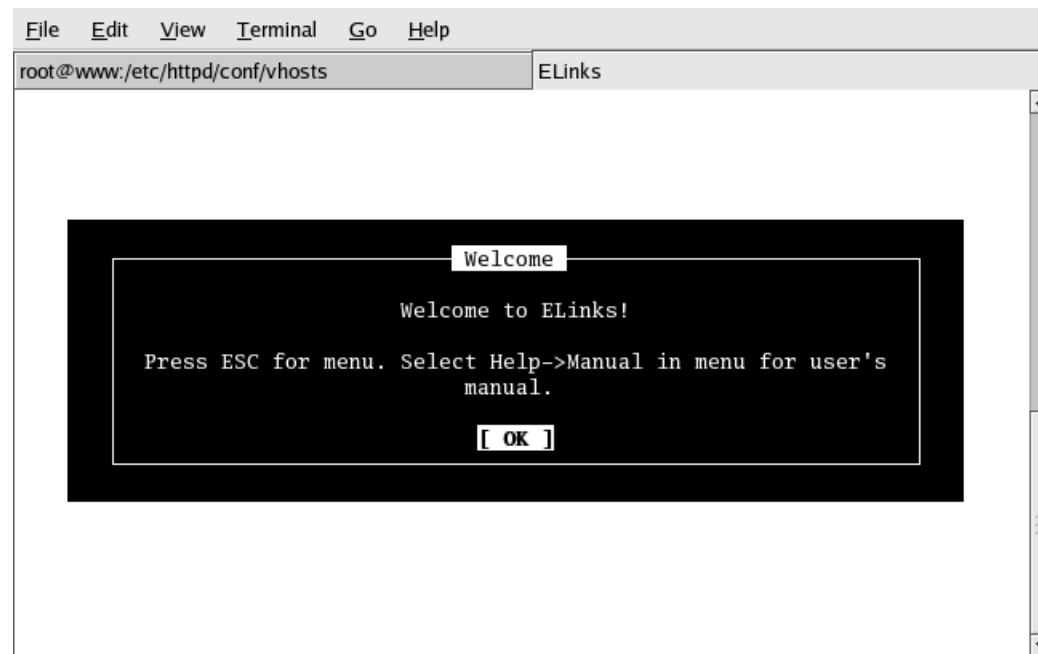 File Edit View Terminal Go Help
root@www:/etc/httpd/conf/vhosts ELinks
Welcome
Welcome to ELinks!
Press ESC for menu. Select Help->Manual in menu for user's
manual.
[ OK ]